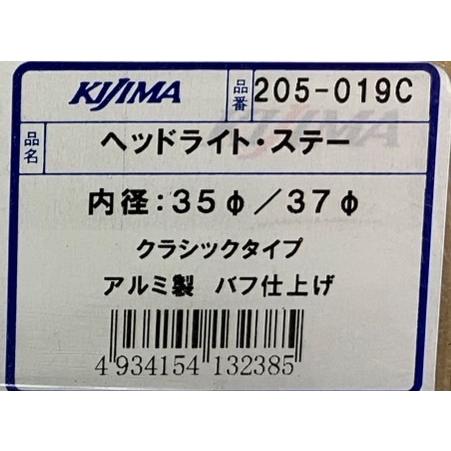 KIJIMA 品番 205-019C
品名 ヘッドライト・ステー
内径:35φ/37φ
クラシックタイプ
アルミ製 バフ仕上げ
4 934154 132385